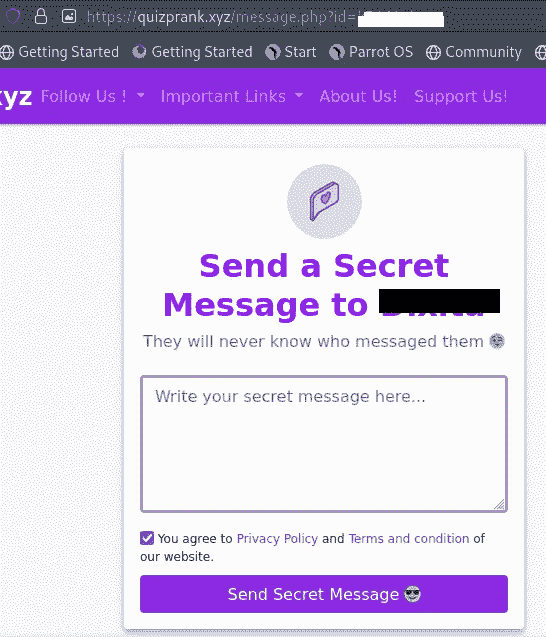 https://quizprank.xyz/message.php?id=
Getting Started Getting Started Start Parrot OS Community
xyz Follow Us ! Important Links About Us! Support Us!
Send a Secret
Message to
They will never know who messaged them
Write your secret message here...
You agree to Privacy Policy and Terms and condition of
our website.
Send Secret Message 😎